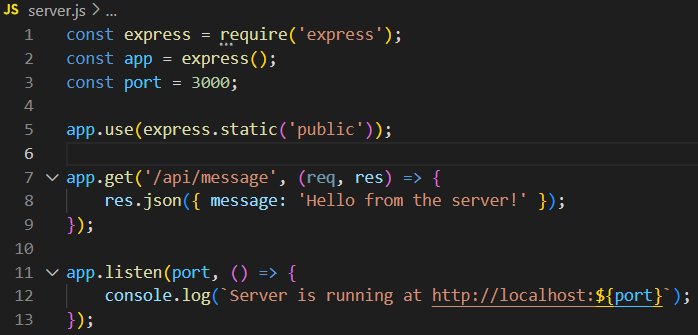 JS server.js > ...
1 const express = require('express');
2 const app = express();
3 const port = 3000;
4
5 app.use(express.static('public'));
6
7 app.get('/api/message', (req, res) => {
8 res.json({ message: 'Hello from the server!' });
9 });
10
11 app.listen(port, () => {
12 console.log(`Server is running at http://localhost:${port}`);
13 });